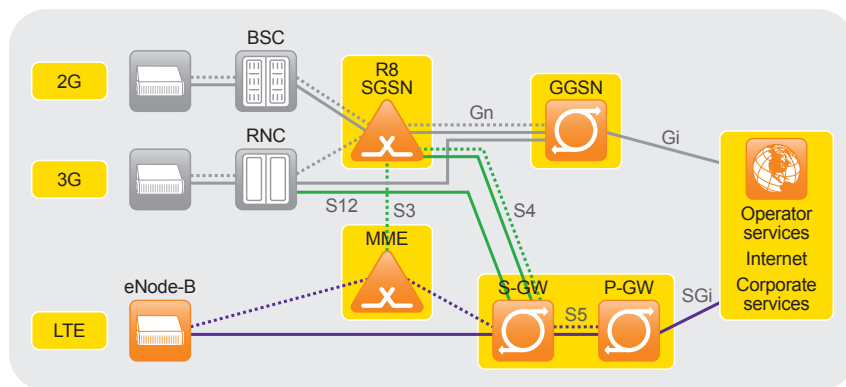 BSC
2G
R8
SGSN
GGSN
Gn
Gi
RNC
3G
S12
S3
S4
Operator
services
Internet
Corporate
services
MME
eNode-B
S-GW
P-GW
S5
SGi
LTE